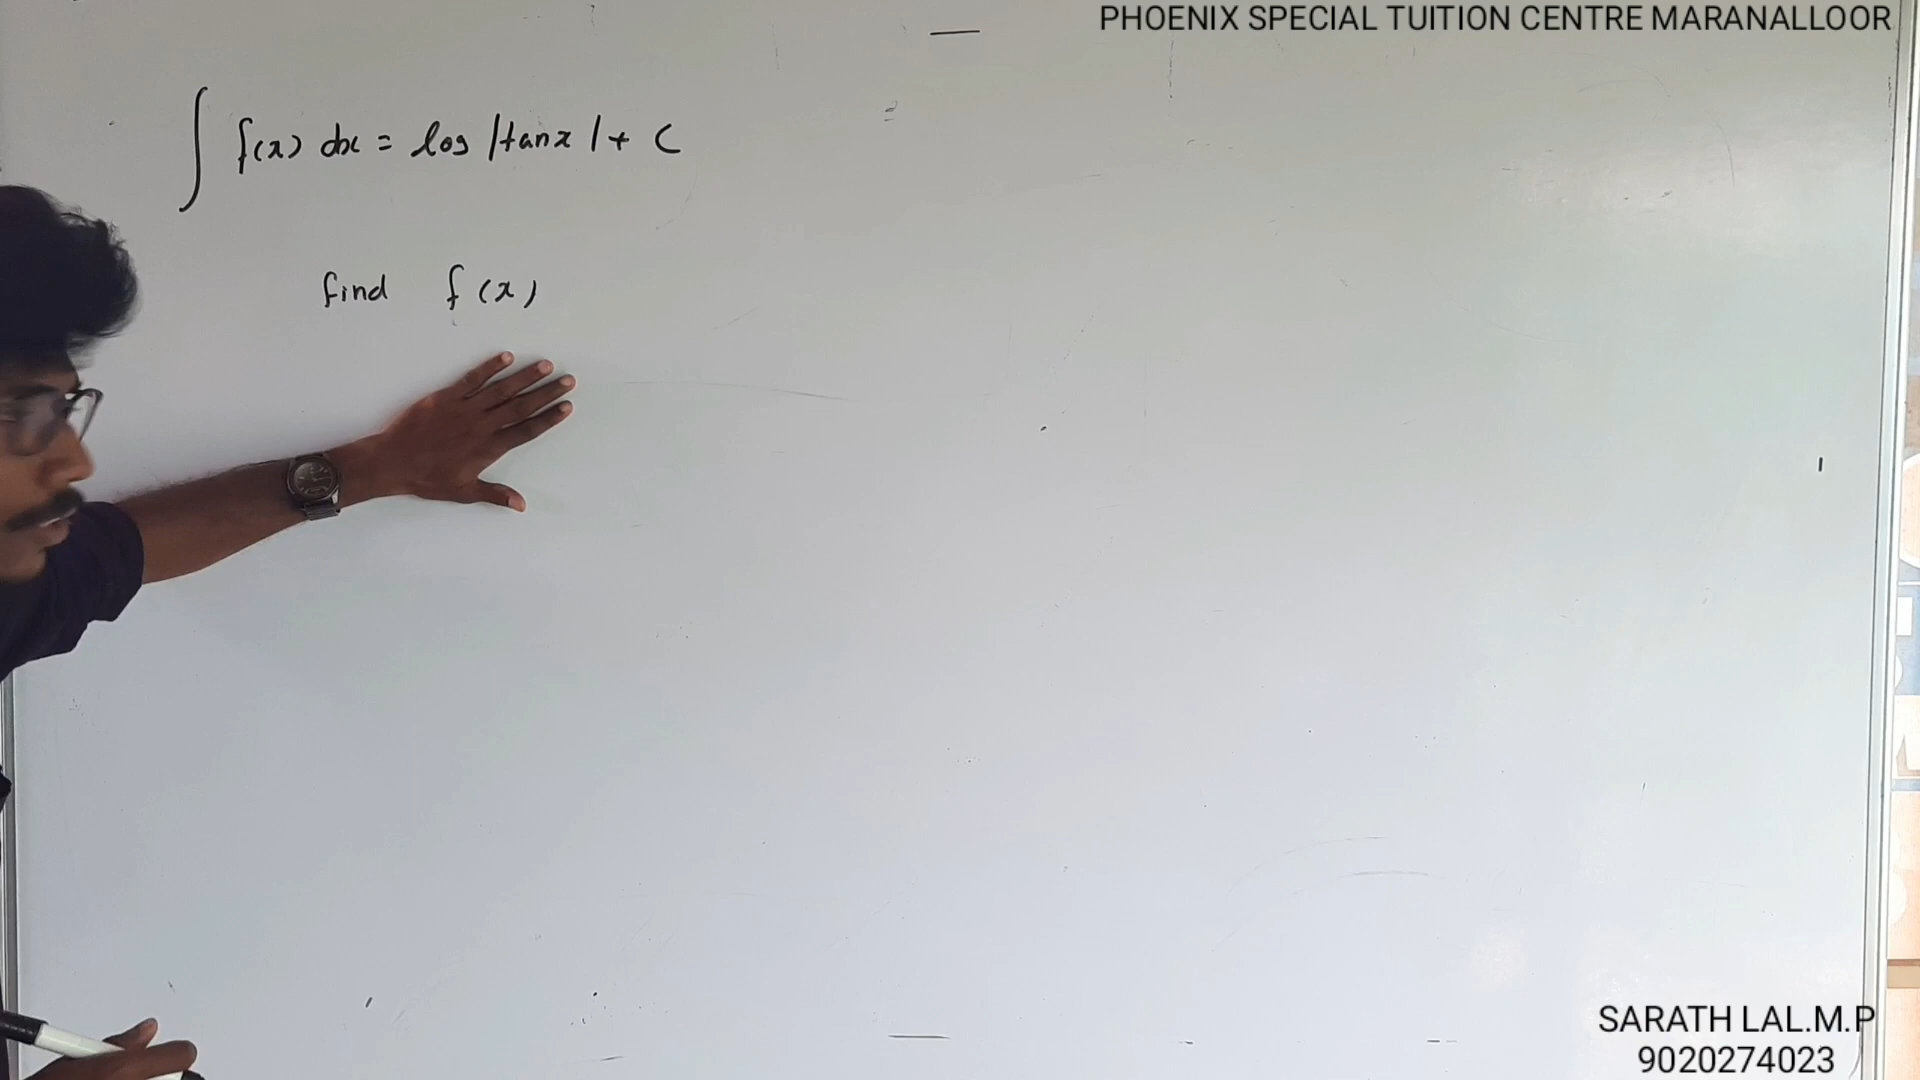 PHOENIX SPECIAL TUITION CENTRE MARANALLOOR
∫ f(x) dx = log |tanx| + C
find f(x)
SARATH LAL.M.P
9020274023